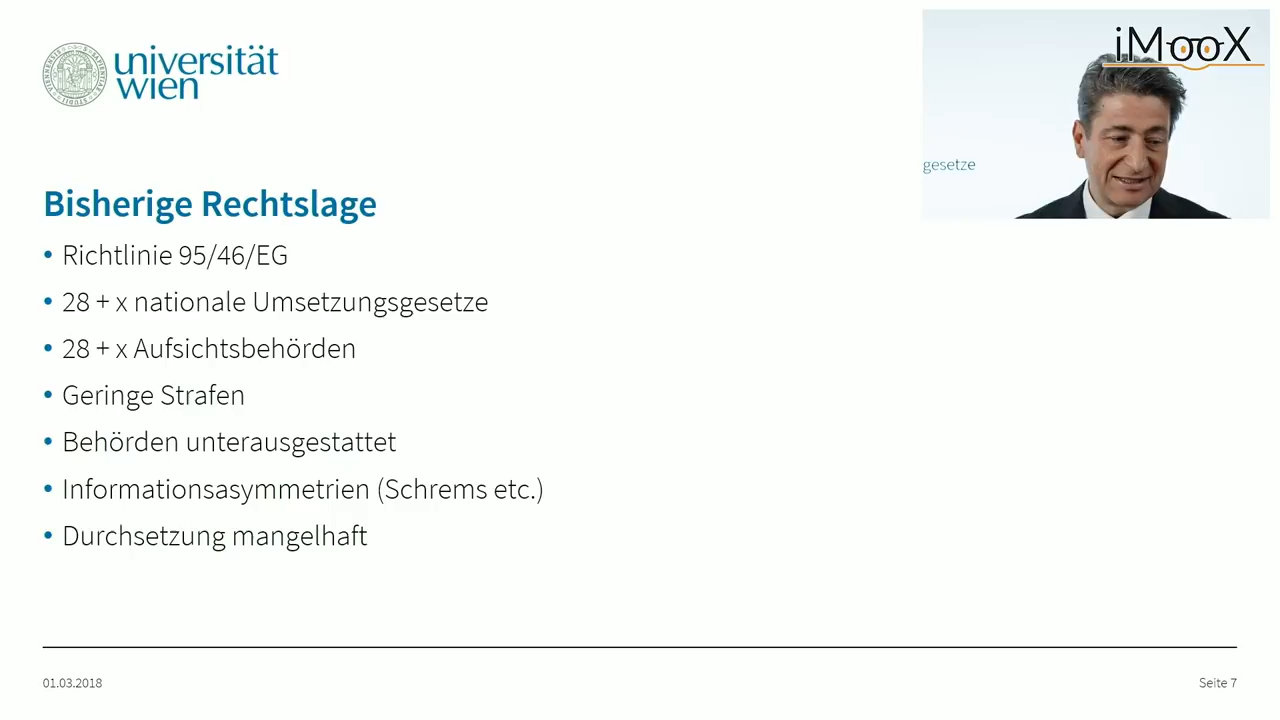 universität
wien
iMooX
gesetze
Bisherige Rechtslage
• Richtlinie 95/46/EG
• 28 + x nationale Umsetzungsgesetze
• 28 + x Aufsichtsbehörden
• Geringe Strafen
• Behörden unterausgestattet
• Informationsasymmetrien (Schrems etc.)
• Durchsetzung mangelhaft
01.03.2018
Seite 7